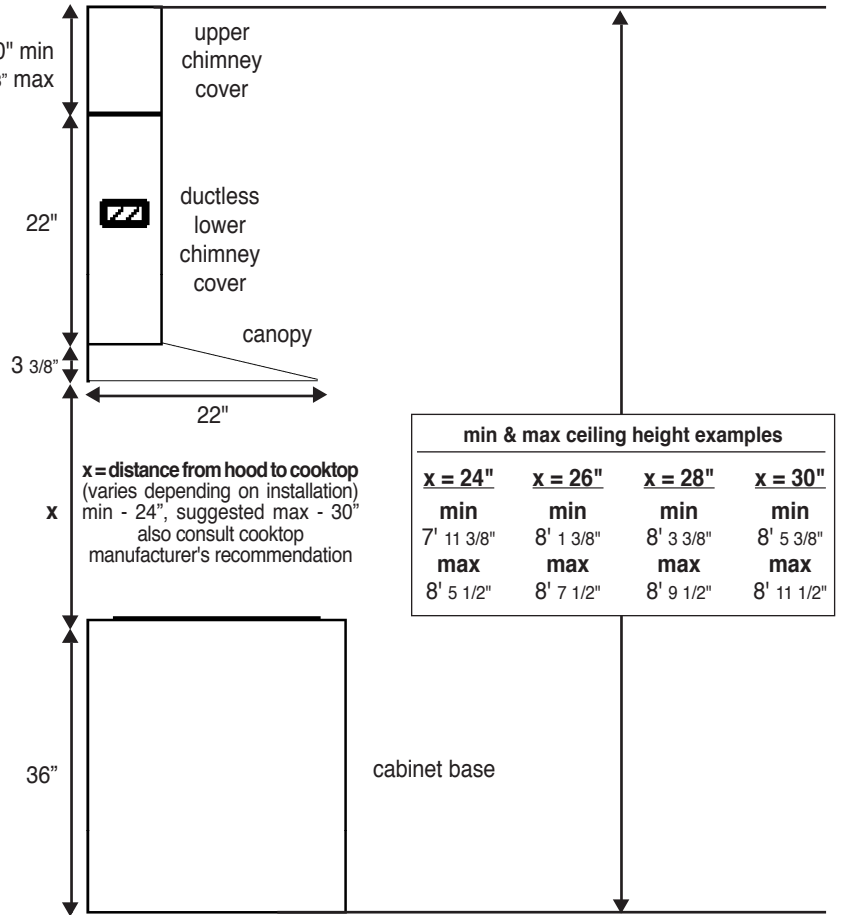 upper
chimney
cover
min
max
22"
ductless
lower
chimney
cover
canopy
3 3/8"
22"
x = distance from hood to cooktop
(varies depending on installation)
min - 24”, suggested max - 30”
also consult cooktop
manufacturer's recommendation
x
min & max ceiling height examples
x = 24" x = 26" x = 28" x = 30"
min min min min
7' 11 3/8" 8' 1 3/8" 8' 3 3/8" 8' 5 3/8"
max max max max
8' 5 1/2" 8' 7 1/2" 8' 9 1/2" 8' 11 1/2"
36”
cabinet base